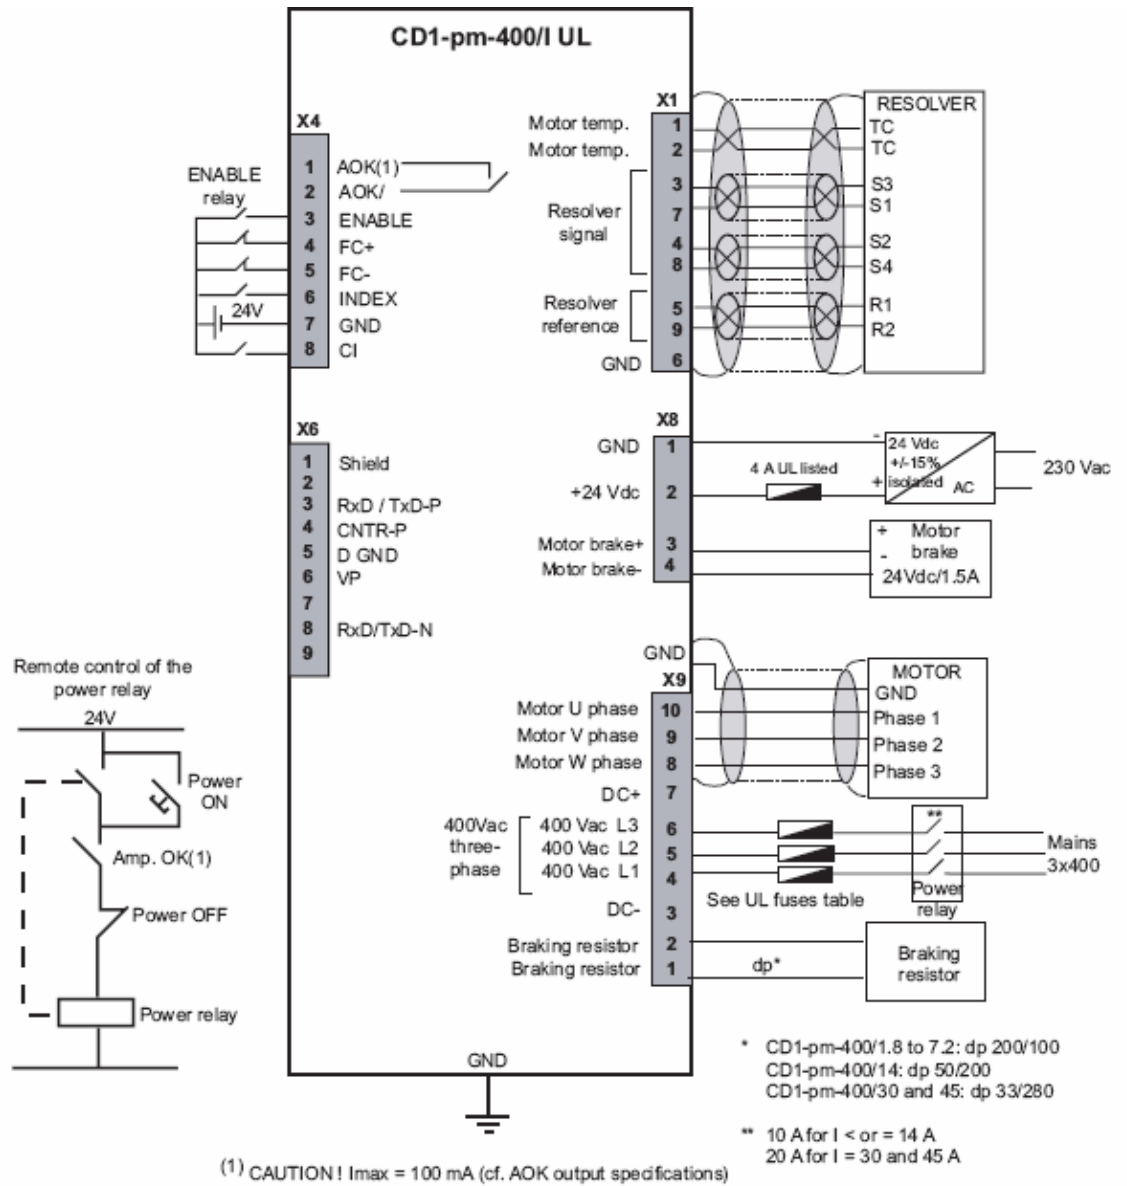 CD1-pm-400/I UL
X4
1 AOK(1)
2 AOK/
3 ENABLE
4 FC+
5 FC-
6 INDEX
7 GND
8 CI
ENABLE
relay
24V
X6
1 Shield
2
3 RxD / TxD-P
4 CNTR-P
5 D GND
6 VP
7
8 RxD/TxD-N
9
Remote control of the
power relay
24V
Power
ON
Amp. OK(1)
Power OFF
Power relay
X1
Motor temp. 1
Motor temp. 2
3
7
Resolver
signal
4
8
Resolver
reference
5
9
GND 6
RESOLVER
TC
TC
S3
S1
S2
S4
R1
R2
X8
GND 1
+24 Vdc 2
Motor brake+ 3
Motor brake- 4
4 A UL listed
- 24 Vdc
+/-15%
+ isolated
AC
230 Vac
+ Motor
- brake
24Vdc/1.5A
GND
X9
Motor U phase 10
Motor V phase 9
Motor W phase 8
DC+ 7
400Vac
three-
phase
400 Vac L3 6
400 Vac L2 5
400 Vac L1 4
DC- 3
Braking resistor 2
Braking resistor 1
MOTOR
GND
Phase 1
Phase 2
Phase 3
**
Mains
3x400
See UL fuses table
Power
relay
dp*
Braking
resistor
GND
* CD1-pm-400/1.8 to 7.2: dp 200/100
CD1-pm-400/14: dp 50/200
CD1-pm-400/30 and 45: dp 33/280
** 10 A for I < or = 14 A
20 A for I = 30 and 45 A
(1) CAUTION ! Imax = 100 mA (cf. AOK output specifications)